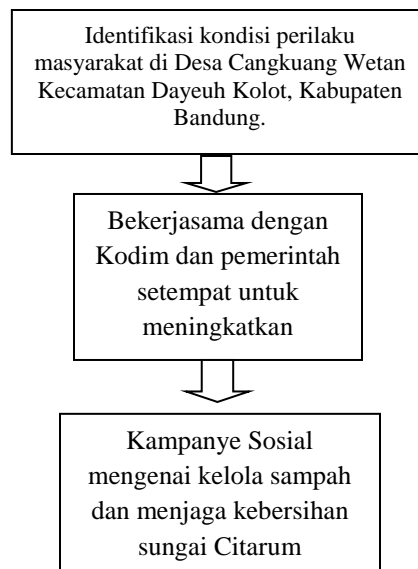 Identifikasi kondisi perilaku
masyarakat di Desa Cangkuang Wetan
Kecamatan Dayeuh Kolot, Kabupaten
Bandung.
Bekerjasama dengan
Kodim dan pemerintah
setempat untuk
meningkatkan
Kampanye Sosial
mengenai kelola sampah
dan menjaga kebersihan
sungai Citarum